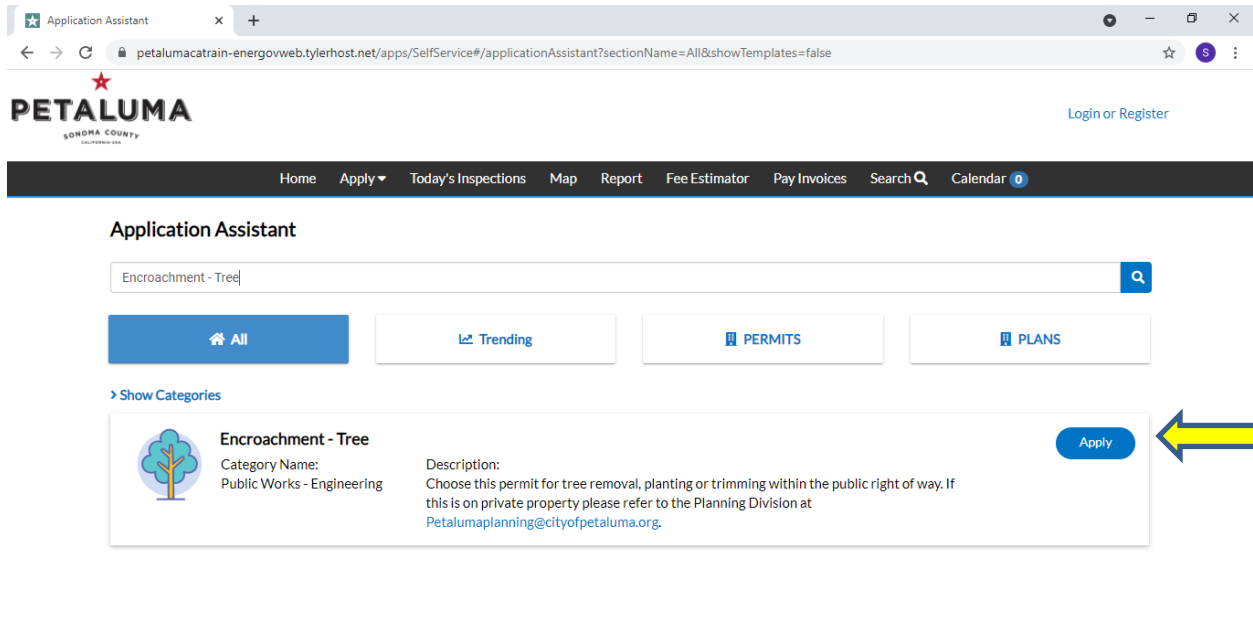 Application Assistant
petalumacatrain-energovweb.tylerhost.net/apps/SelfService#/applicationAssistant?sectionName=All&showTemplates=false
S
PETALUMA
SONOMA COUNTY
CALIFORNIA·USA
Login or Register
Home Apply Today's Inspections Map Report Fee Estimator Pay Invoices Search Calendar 0
Application Assistant
Encroachment - Tree
All Trending PERMITS PLANS
Show Categories
Encroachment - Tree
Apply
Category Name:
Public Works - Engineering
Description:
Choose this permit for tree removal, planting or trimming within the public right of way. If
this is on private property please refer to the Planning Division at
Petalumaplanning@cityofpetaluma.org.